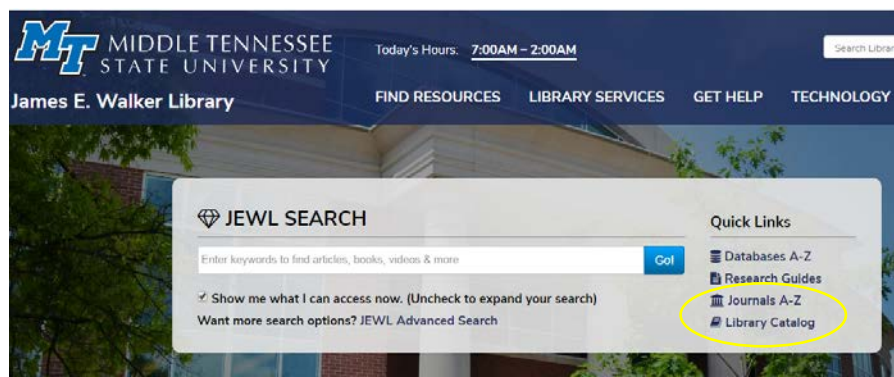 MT MIDDLE TENNESSEE
STATE UNIVERSITY
James E. Walker Library
Today's Hours: 7:00AM – 2:00AM
Search Librar
FIND RESOURCES LIBRARY SERVICES GET HELP TECHNOLOGY
JEWL SEARCH
Enter keywords to find articles, books, videos & more Go!
Show me what I can access now. (Uncheck to expand your search)
Want more search options? JEWL Advanced Search
Quick Links
Databases A-Z
Research Guides
Journals A-Z
Library Catalog